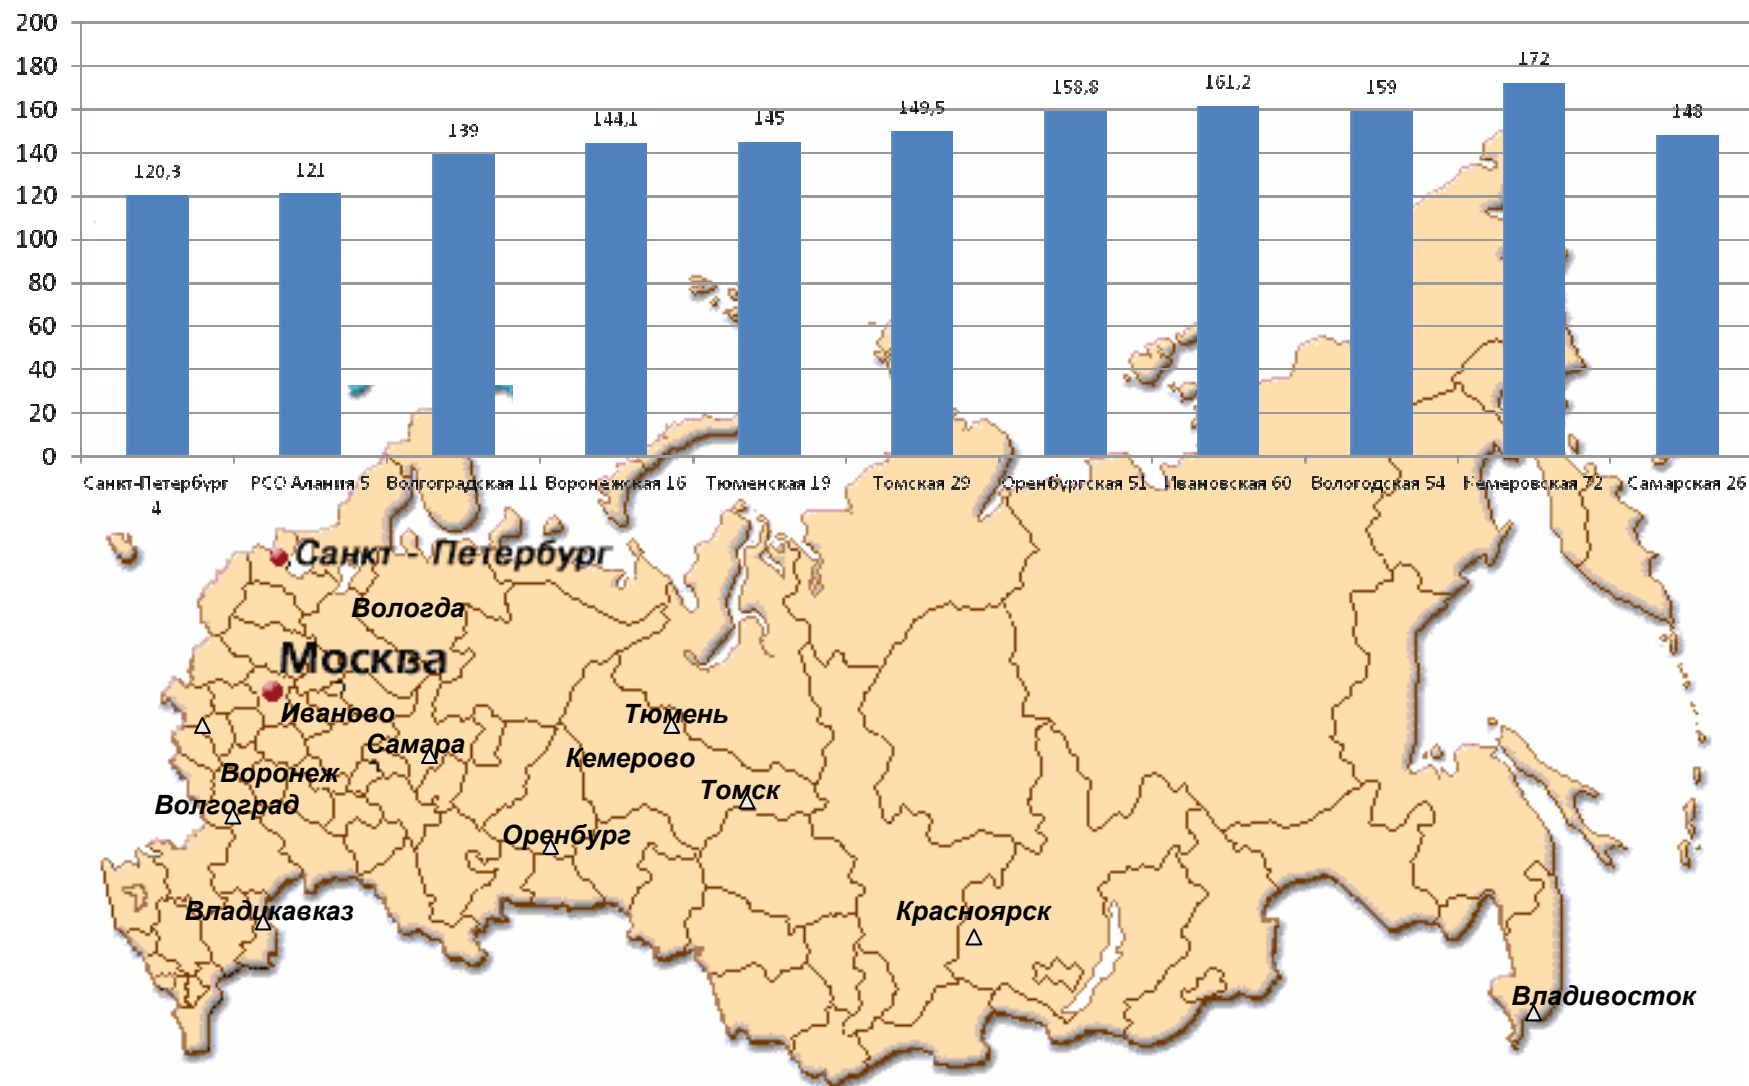 200
180
160
140
120
100
80
60
40
20
0
120,3
121
139
144,1
145
149,5
158,8
161,2
159
172
148
Санкт-Петербург
4
РСО Алания 5
Волгоградская 11
Воронежская 16
Тюменская 19
Томская 29
Оренбургская 51
Ивановская 60
Вологодская 54
Кемеровская 72
Самарская 26
Санкт - Петербург
Вологда
Москва
Иваново
Тюмень
Самара
Кемерово
Воронеж
Томск
Волгоград
Оренбург
Владикавказ
Красноярск
Владивосток